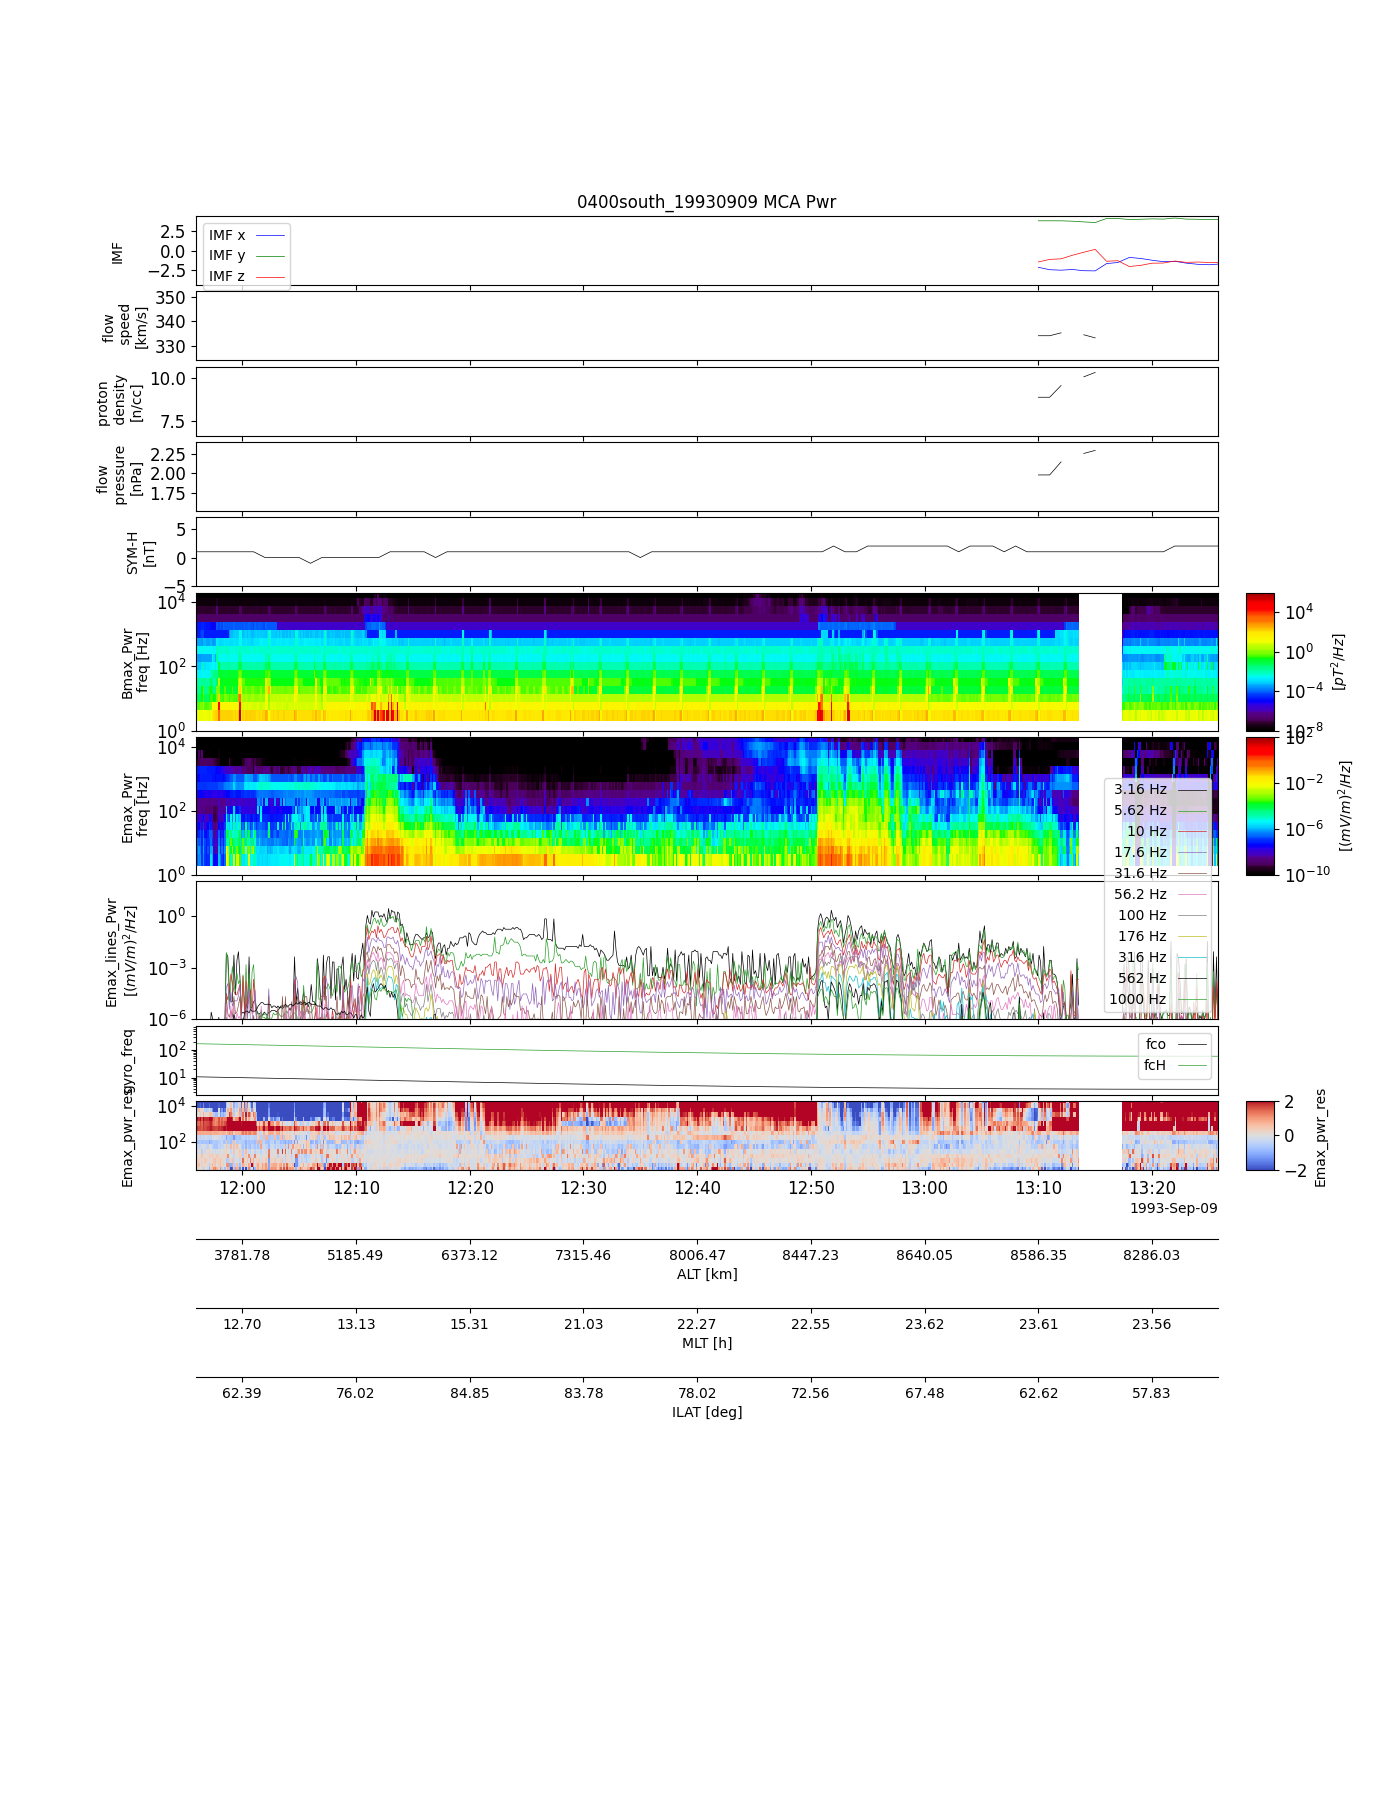 0400south_19930909 MCA Pwr
IMF
2.5
0.0
−2.5
IMF x
IMF y
IMF z
flow
speed
[km/s]
350
340
330
proton
density
[n/cc]
10.0
7.5
flow
pressure
[nPa]
2.25
2.00
1.75
SYM-H
[nT]
5
0
−5
Bmax_Pwr
freq [Hz]
10^4
10^2
10^0
10^4
10^0
10^−4
10^−8
[pT^2/Hz]
Emax_Pwr
freq [Hz]
10^4
10^2
10^0
10^2
10^−2
10^−6
10^−10
[(mV/m)^2/Hz]
3.16 Hz
5.62 Hz
10 Hz
17.6 Hz
31.6 Hz
56.2 Hz
100 Hz
176 Hz
316 Hz
562 Hz
1000 Hz
Emax_lines_Pwr
[(mV/m)^2/Hz]
10^0
10^−3
10^−6
gyro_freq
10^2
10^1
fco
fcH
Emax_pwr_res
10^4
10^2
2
0
−2
Emax_pwr_res
12:00 12:10 12:20 12:30 12:40 12:50 13:00 13:10 13:20
1993-Sep-09
3781.78 5185.49 6373.12 7315.46 8006.47 8447.23 8640.05 8586.35 8286.03
ALT [km]
12.70 13.13 15.31 21.03 22.27 22.55 23.62 23.61 23.56
MLT [h]
62.39 76.02 84.85 83.78 78.02 72.56 67.48 62.62 57.83
ILAT [deg]